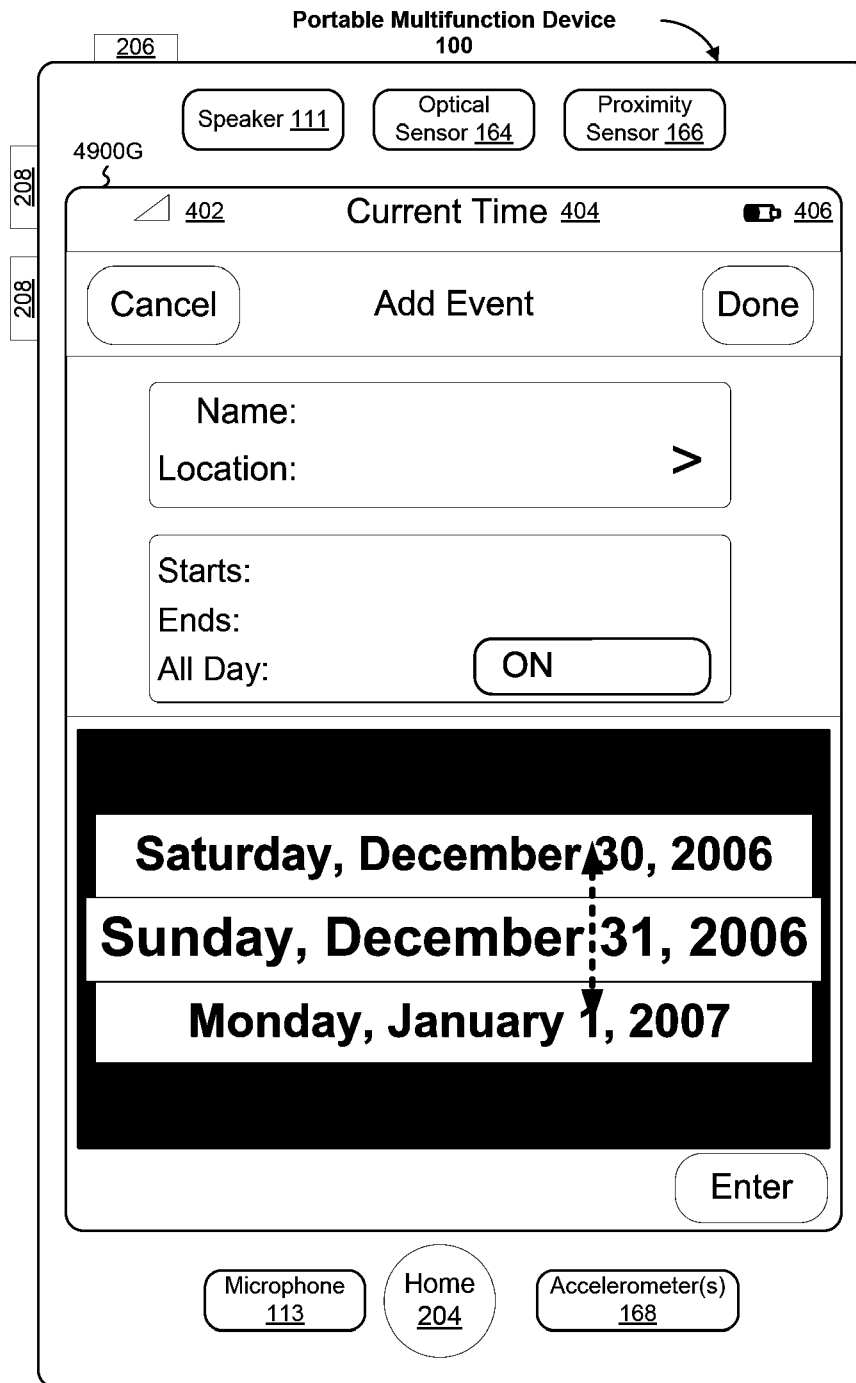 Portable Multifunction Device
100
206
Speaker 111
Optical
Sensor 164
Proximity
Sensor 166
4900G
208
208
402
Current Time 404
406
Cancel
Add Event
Done
Name:
Location:
>
Starts:
Ends:
All Day:
ON
Saturday, December 30, 2006
Sunday, December 31, 2006
Monday, January 1, 2007
Enter
Microphone
113
Home
204
Accelerometer(s)
168